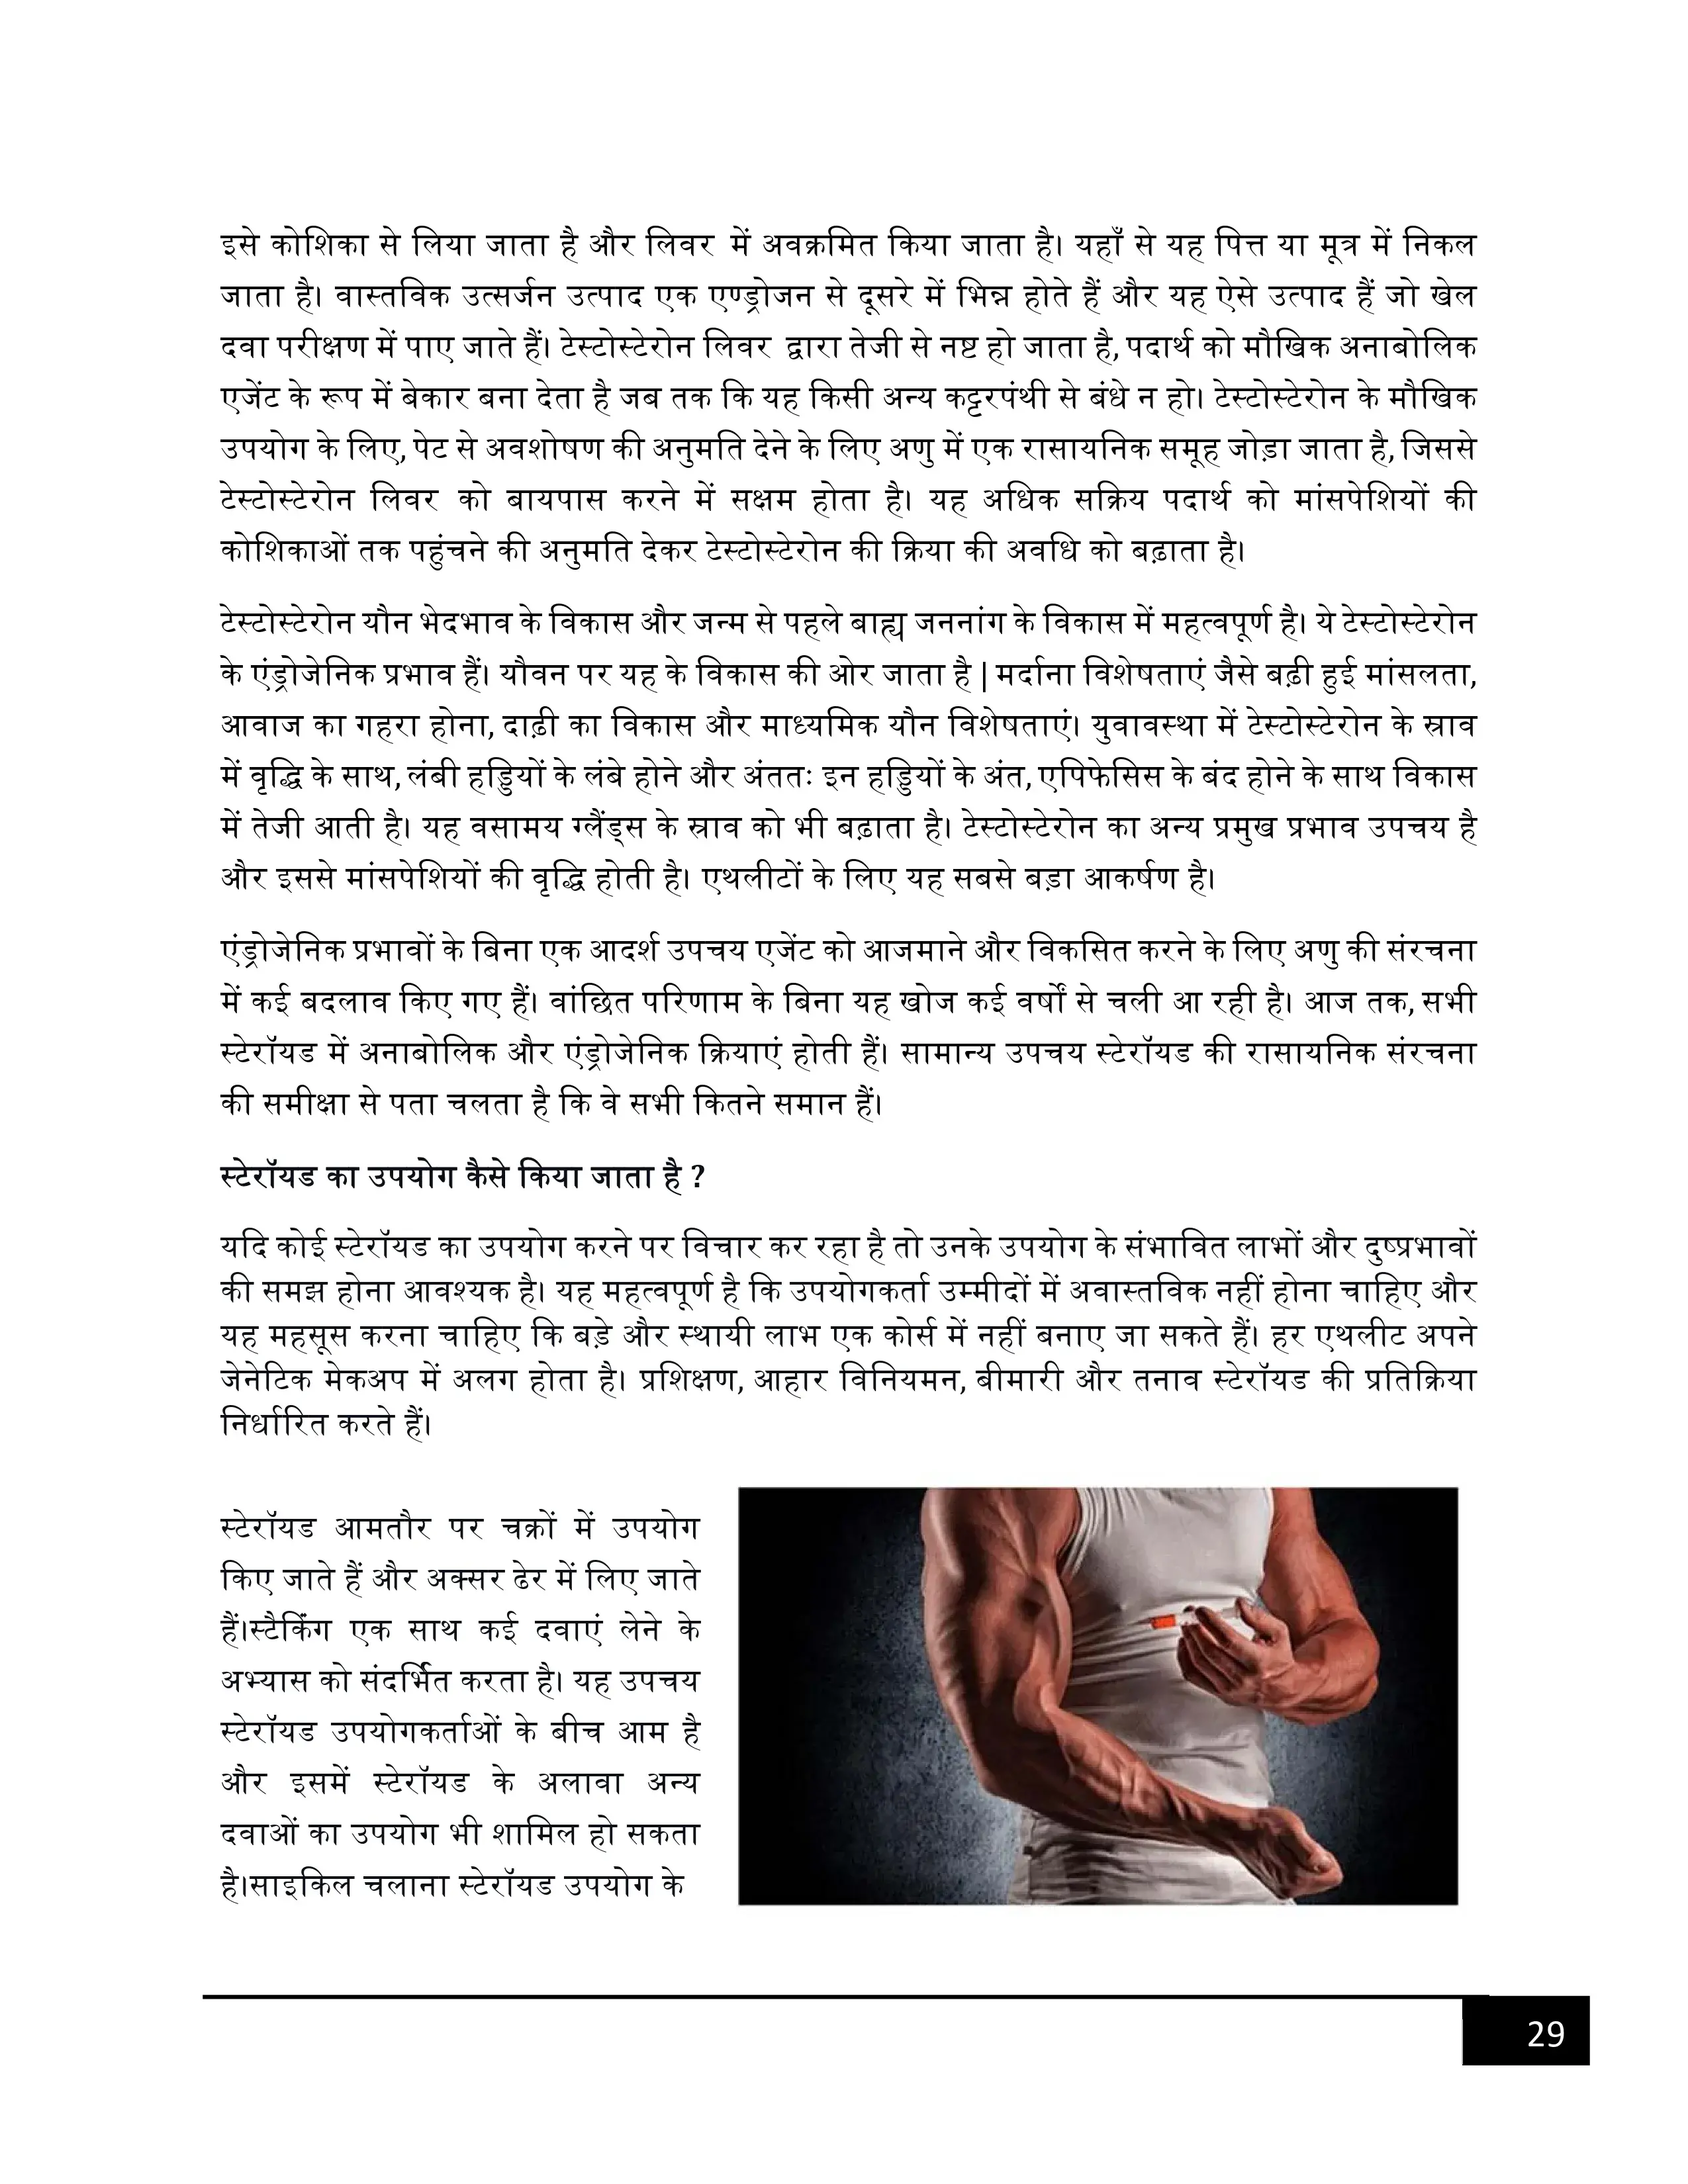 इसे कोशिका से लिया जाता है और लिवर में अवक्रमित किया जाता है। यहाँ से यह पित्त या मूत्र में निकल
जाता है। वास्तविक उत्सर्जन उत्पाद एक एण्ड्रोजन से दूसरे में भिन्न होते हैं और यह ऐसे उत्पाद हैं जो खेल
दवा परीक्षण में पाए जाते हैं। टेस्टोस्टेरोन लिवर द्वारा तेजी से नष्ट हो जाता है, पदार्थ को मौखिक अनाबोलिक
एजेंट के रूप में बेकार बना देता है जब तक कि यह किसी अन्य कट्टरपंथी से बंधे न हो। टेस्टोस्टेरोन के मौखिक
उपयोग के लिए, पेट से अवशोषण की अनुमति देने के लिए अणु में एक रासायनिक समूह जोड़ा जाता है, जिससे
टेस्टोस्टेरोन लिवर को बायपास करने में सक्षम होता है। यह अधिक सक्रिय पदार्थ को मांसपेशियों की
कोशिकाओं तक पहुंचने की अनुमति देकर टेस्टोस्टेरोन की क्रिया की अवधि को बढ़ाता है।
टेस्टोस्टेरोन यौन भेदभाव के विकास और जन्म से पहले बाह्य जननांग के विकास में महत्वपूर्ण है। ये टेस्टोस्टेरोन
के एंड्रोजेनिक प्रभाव हैं। यौवन पर यह के विकास की ओर जाता है | मर्दाना विशेषताएं जैसे बढ़ी हुई मांसलता,
आवाज का गहरा होना, दाढ़ी का विकास और माध्यमिक यौन विशेषताएं। युवावस्था में टेस्टोस्टेरोन के स्राव
में वृद्धि के साथ, लंबी हड्डियों के लंबे होने और अंततः इन हड्डियों के अंत, एपिफेसिस के बंद होने के साथ विकास
में तेजी आती है। यह वसामय ग्लैंड्स के स्राव को भी बढ़ाता है। टेस्टोस्टेरोन का अन्य प्रमुख प्रभाव उपचय है
और इससे मांसपेशियों की वृद्धि होती है। एथलीटों के लिए यह सबसे बड़ा आकर्षण है।
एंड्रोजेनिक प्रभावों के बिना एक आदर्श उपचय एजेंट को आजमाने और विकसित करने के लिए अणु की संरचना
में कई बदलाव किए गए हैं। वांछित परिणाम के बिना यह खोज कई वर्षों से चली आ रही है। आज तक, सभी
स्टेरॉयड में अनाबोलिक और एंड्रोजेनिक क्रियाएं होती हैं। सामान्य उपचय स्टेरॉयड की रासायनिक संरचना
की समीक्षा से पता चलता है कि वे सभी कितने समान हैं।
स्टेरॉयड का उपयोग कैसे किया जाता है ?
यदि कोई स्टेरॉयड का उपयोग करने पर विचार कर रहा है तो उनके उपयोग के संभावित लाभों और दुष्प्रभावों
की समझ होना आवश्यक है। यह महत्वपूर्ण है कि उपयोगकर्ता उम्मीदों में अवास्तविक नहीं होना चाहिए और
यह महसूस करना चाहिए कि बड़े और स्थायी लाभ एक कोर्स में नहीं बनाए जा सकते हैं। हर एथलीट अपने
जेनेटिक मेकअप में अलग होता है। प्रशिक्षण, आहार विनियमन, बीमारी और तनाव स्टेरॉयड की प्रतिक्रिया
निर्धारित करते हैं।
स्टेरॉयड आमतौर पर चक्रों में उपयोग
किए जाते हैं और अक्सर ढेर में लिए जाते
हैं।स्टैकिंग एक साथ कई दवाएं लेने के
अभ्यास को संदर्भित करता है। यह उपचय
स्टेरॉयड उपयोगकर्ताओं के बीच आम है
और इसमें स्टेरॉयड के अलावा अन्य
दवाओं का उपयोग भी शामिल हो सकता
है।साइकिल चलाना स्टेरॉयड उपयोग के
29